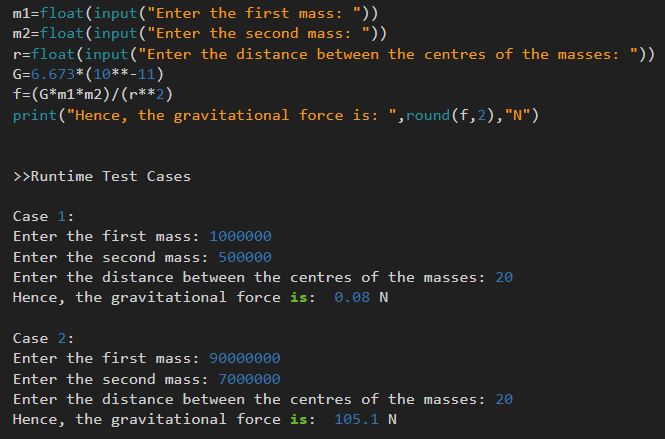 m1=float(input("Enter the first mass: "))
m2=float(input("Enter the second mass: "))
r=float(input("Enter the distance between the centres of the masses: "))
G=6.673*(10**-11)
f=(G*m1*m2)/(r**2)
print("Hence, the gravitational force is: ",round(f,2),"N")
>>Runtime Test Cases
Case 1:
Enter the first mass: 1000000
Enter the second mass: 500000
Enter the distance between the centres of the masses: 20
Hence, the gravitational force is:  0.08 N
Case 2:
Enter the first mass: 90000000
Enter the second mass: 7000000
Enter the distance between the centres of the masses: 20
Hence, the gravitational force is:  105.1 N